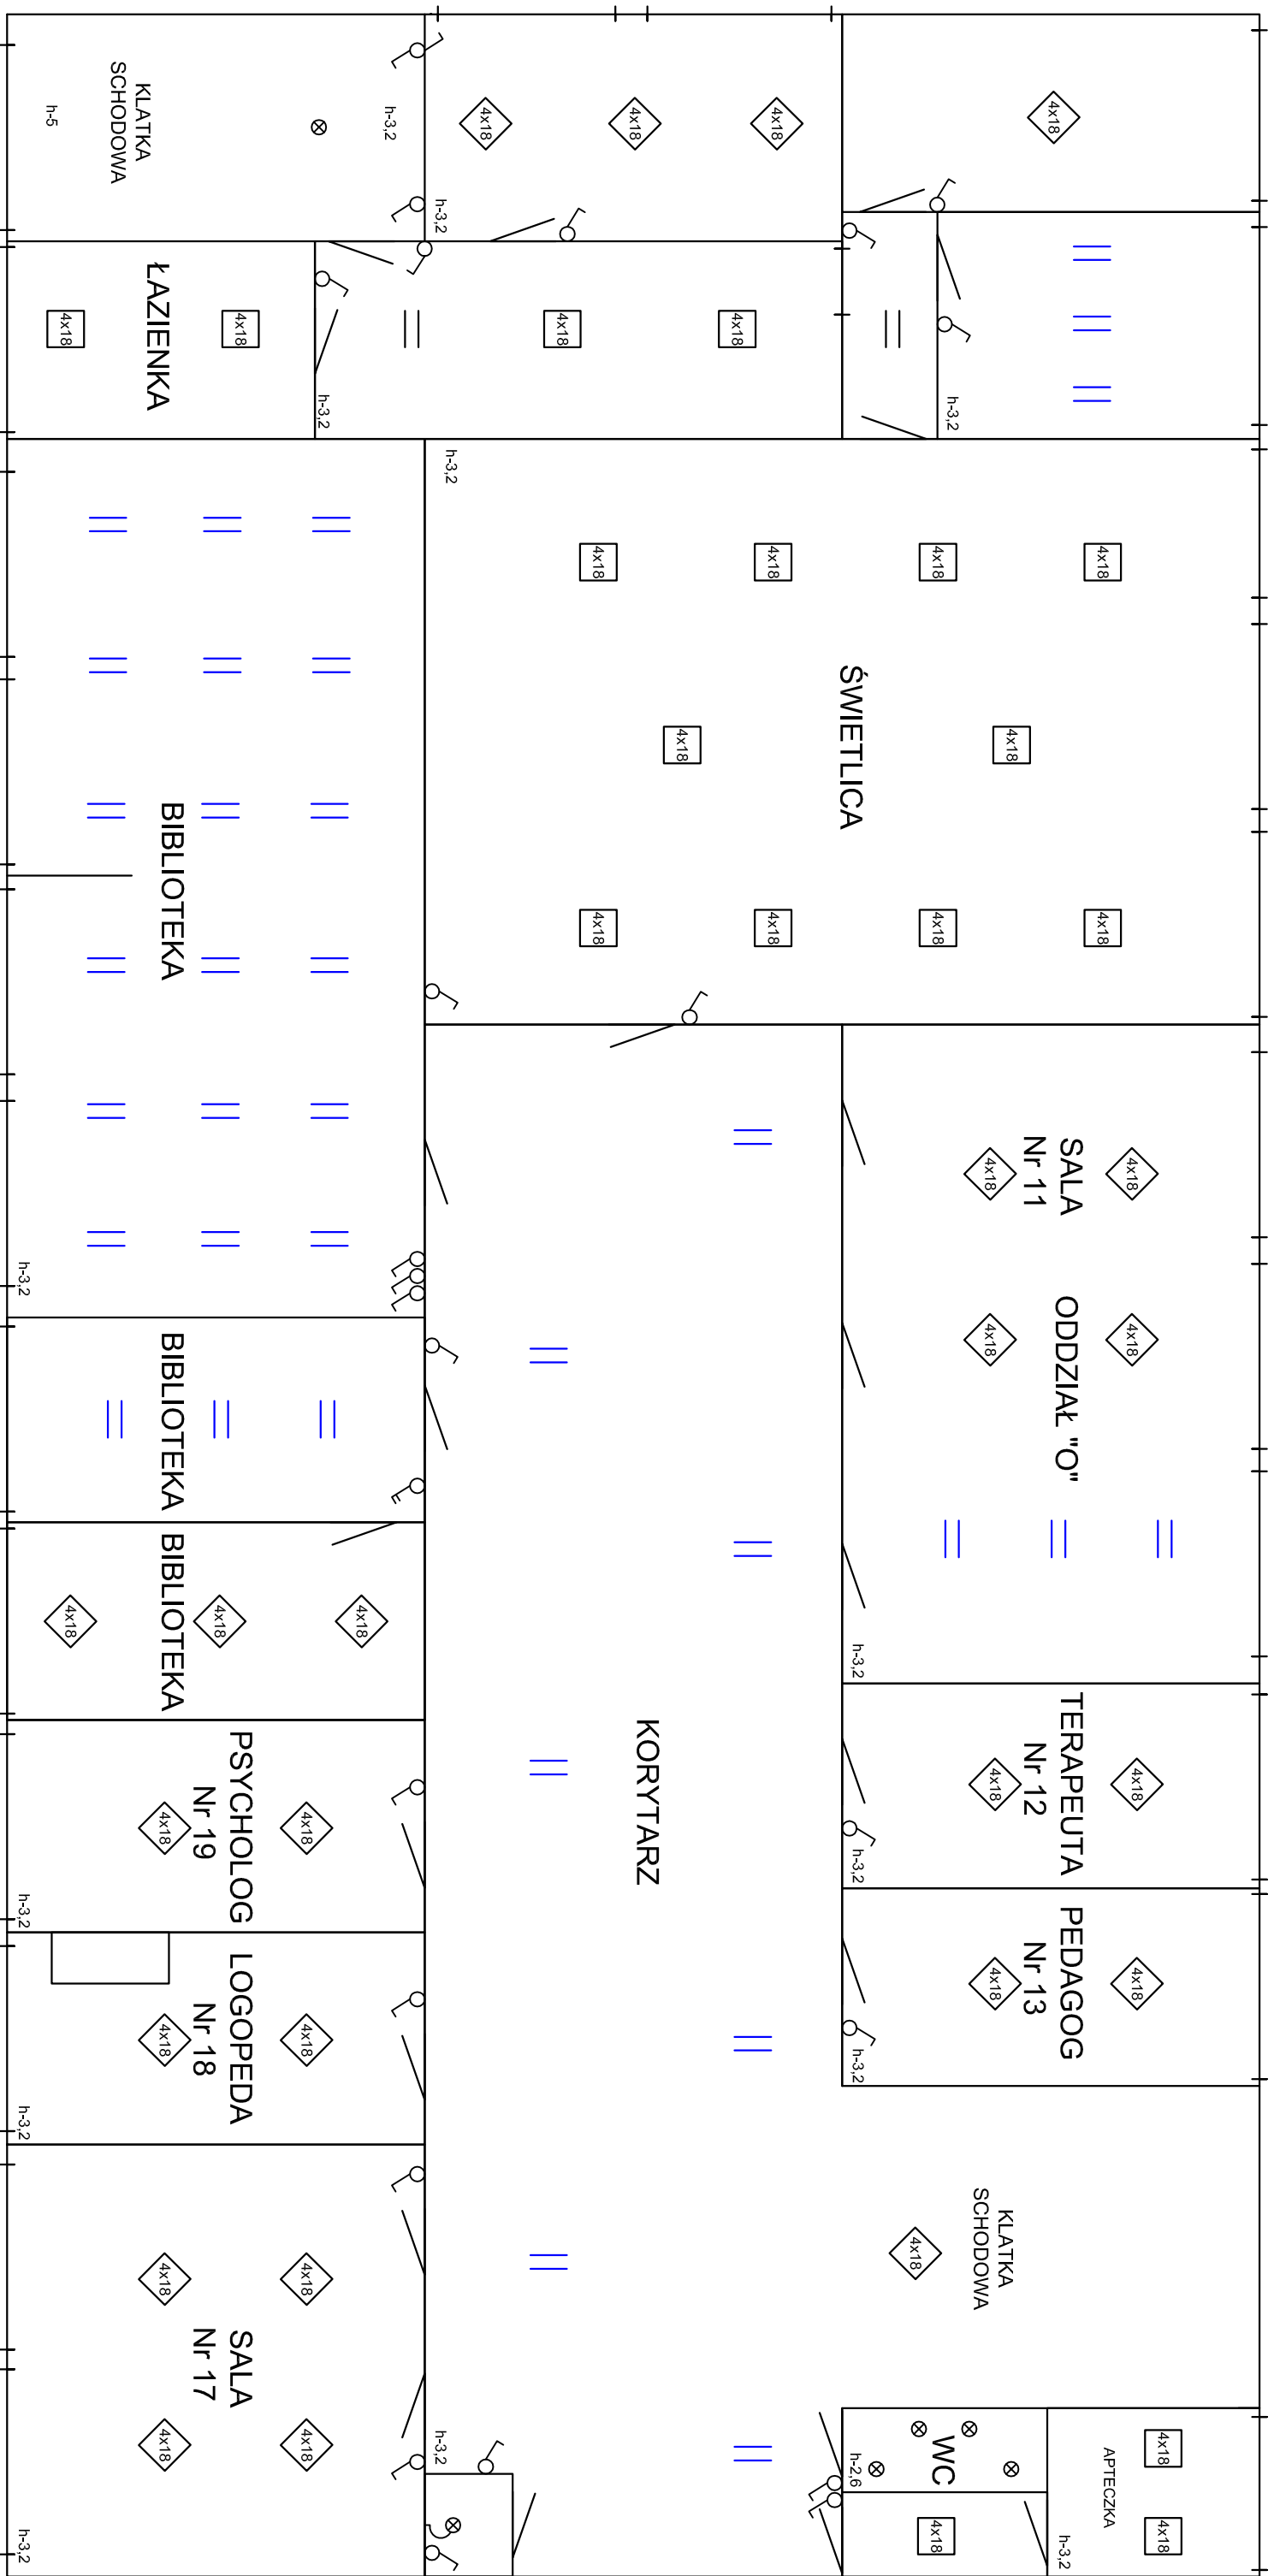 4x18
h-3,2
4x18
4x18
4x18
4x18
4x18
ŚWIETLICA
4x18
4x18
4x18
4x18
4x18
h-3,2
4x18
4x18
SALA
Nr 11
4x18
4x18
ODDZIAŁ "O"
h-3,2
4x18
TERAPEUTA
Nr 12
4x18
h-3,2
4x18
PEDAGOG
Nr 13
4x18
h-3,2
KLATKA
SCHODOWA
4x18
4x18
4x18
APTECZKA
h-3,2
WC
4x18
h-2,6
4x18
4x18
4x18
h-3,2
4x18
4x18
KORYTARZ
h-3,2
h-3,2
KLATKA
SCHODOWA
h-5
h-3,2
4x18
ŁAZIENKA
4x18
BIBLIOTEKA
h-3,2
BIBLIOTEKA
4x18
4x18
BIBLIOTEKA
4x18
4x18
PSYCHOLOG
Nr 19
4x18
h-3,2
4x18
LOGOPEDA
Nr 18
4x18
h-3,2
4x18
4x18
SALA
Nr 17
4x18
4x18
h-3,2